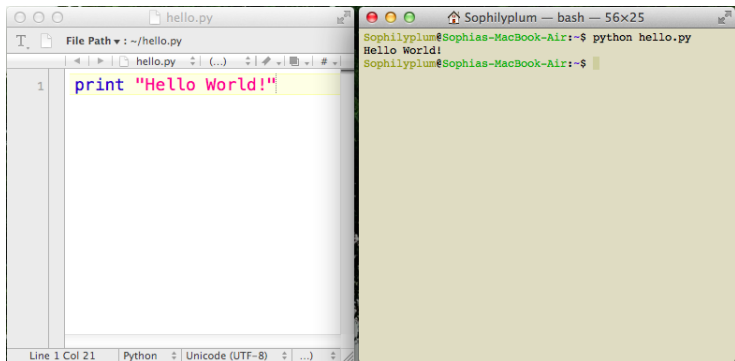 hello.py
File Path ▾ : ~/hello.py
hello.py (...) #
1 print "Hello World!"
Line 1 Col 21 Python Unicode (UTF-8) ...)
Sophilyplum — bash — 56×25
Sophilyplum@Sophias-MacBook-Air:~$ python hello.py
Hello World!
Sophilyplum@Sophias-MacBook-Air:~$